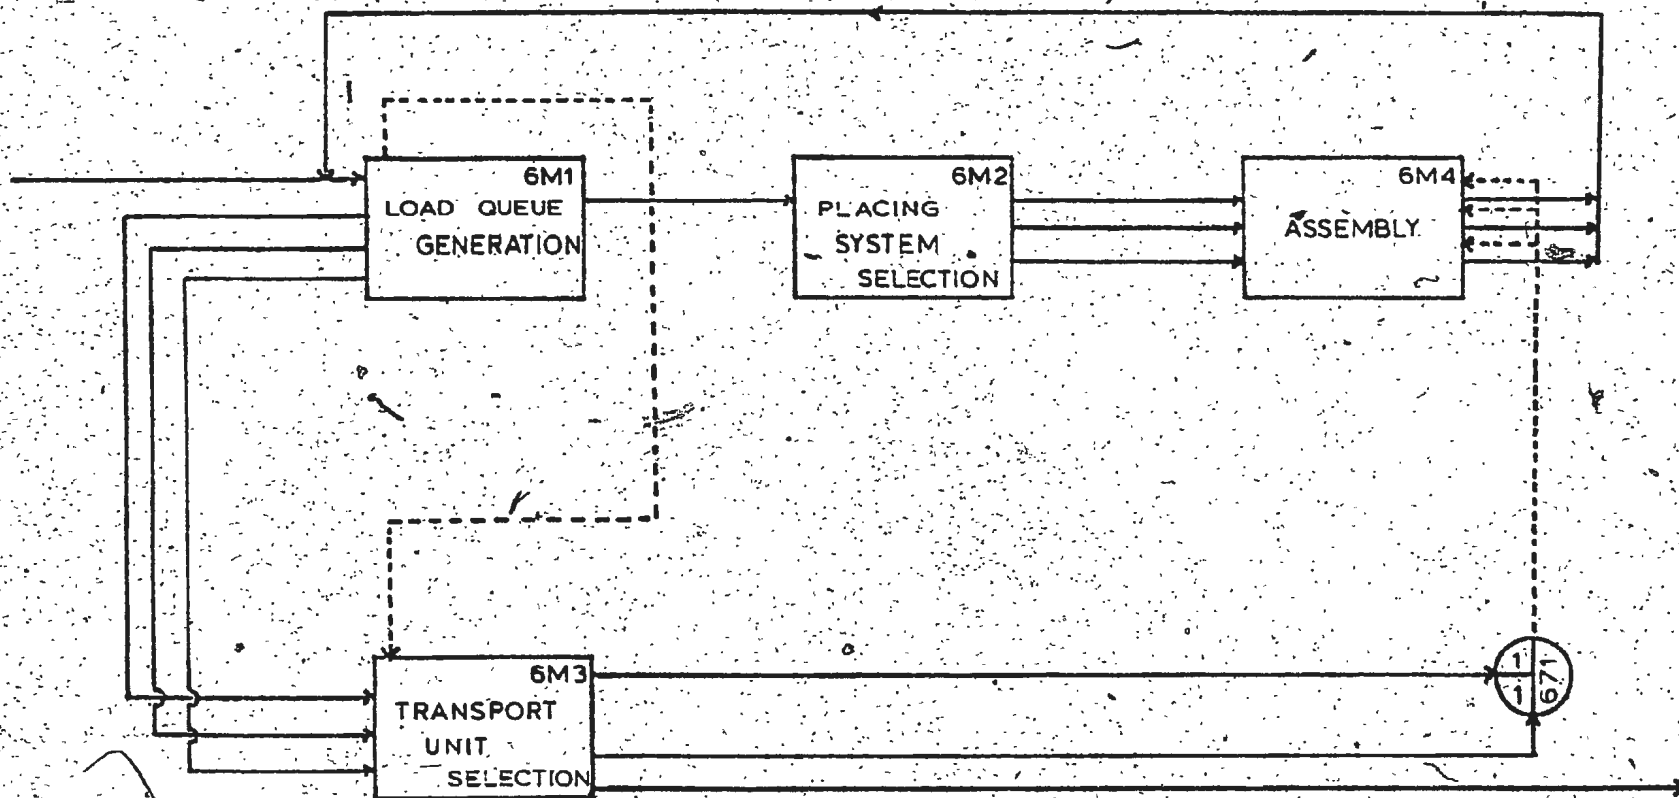 6M1
LOAD QUEUE
GENERATION
6M2
PLACING
SYSTEM
SELECTION
6M4
ASSEMBLY
6M3
TRANSPORT
UNIT
SELECTION
1
1
671